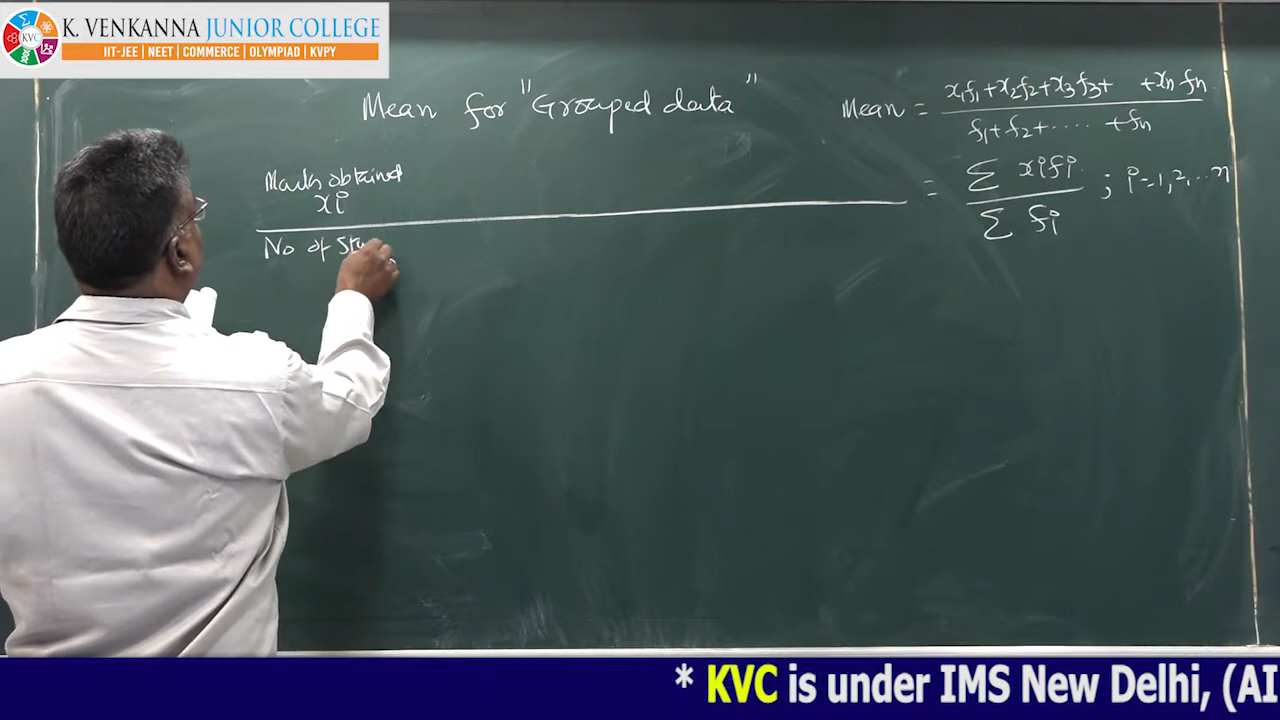 K. VENKANNA JUNIOR COLLEGE
KVC
IIT-JEE | NEET | COMMERCE | OLYMPIAD | KVPY
Mean for "Grouped data"
Mean = x₁f₁+x₂f₂+x₃f₃+ +xₙfₙ / f₁+f₂+....+fₙ
= Σ xifi / Σ fi ; i=1,2,..n
Marks obtained
xi
No of Stu
* KVC is under IMS New Delhi, (AI